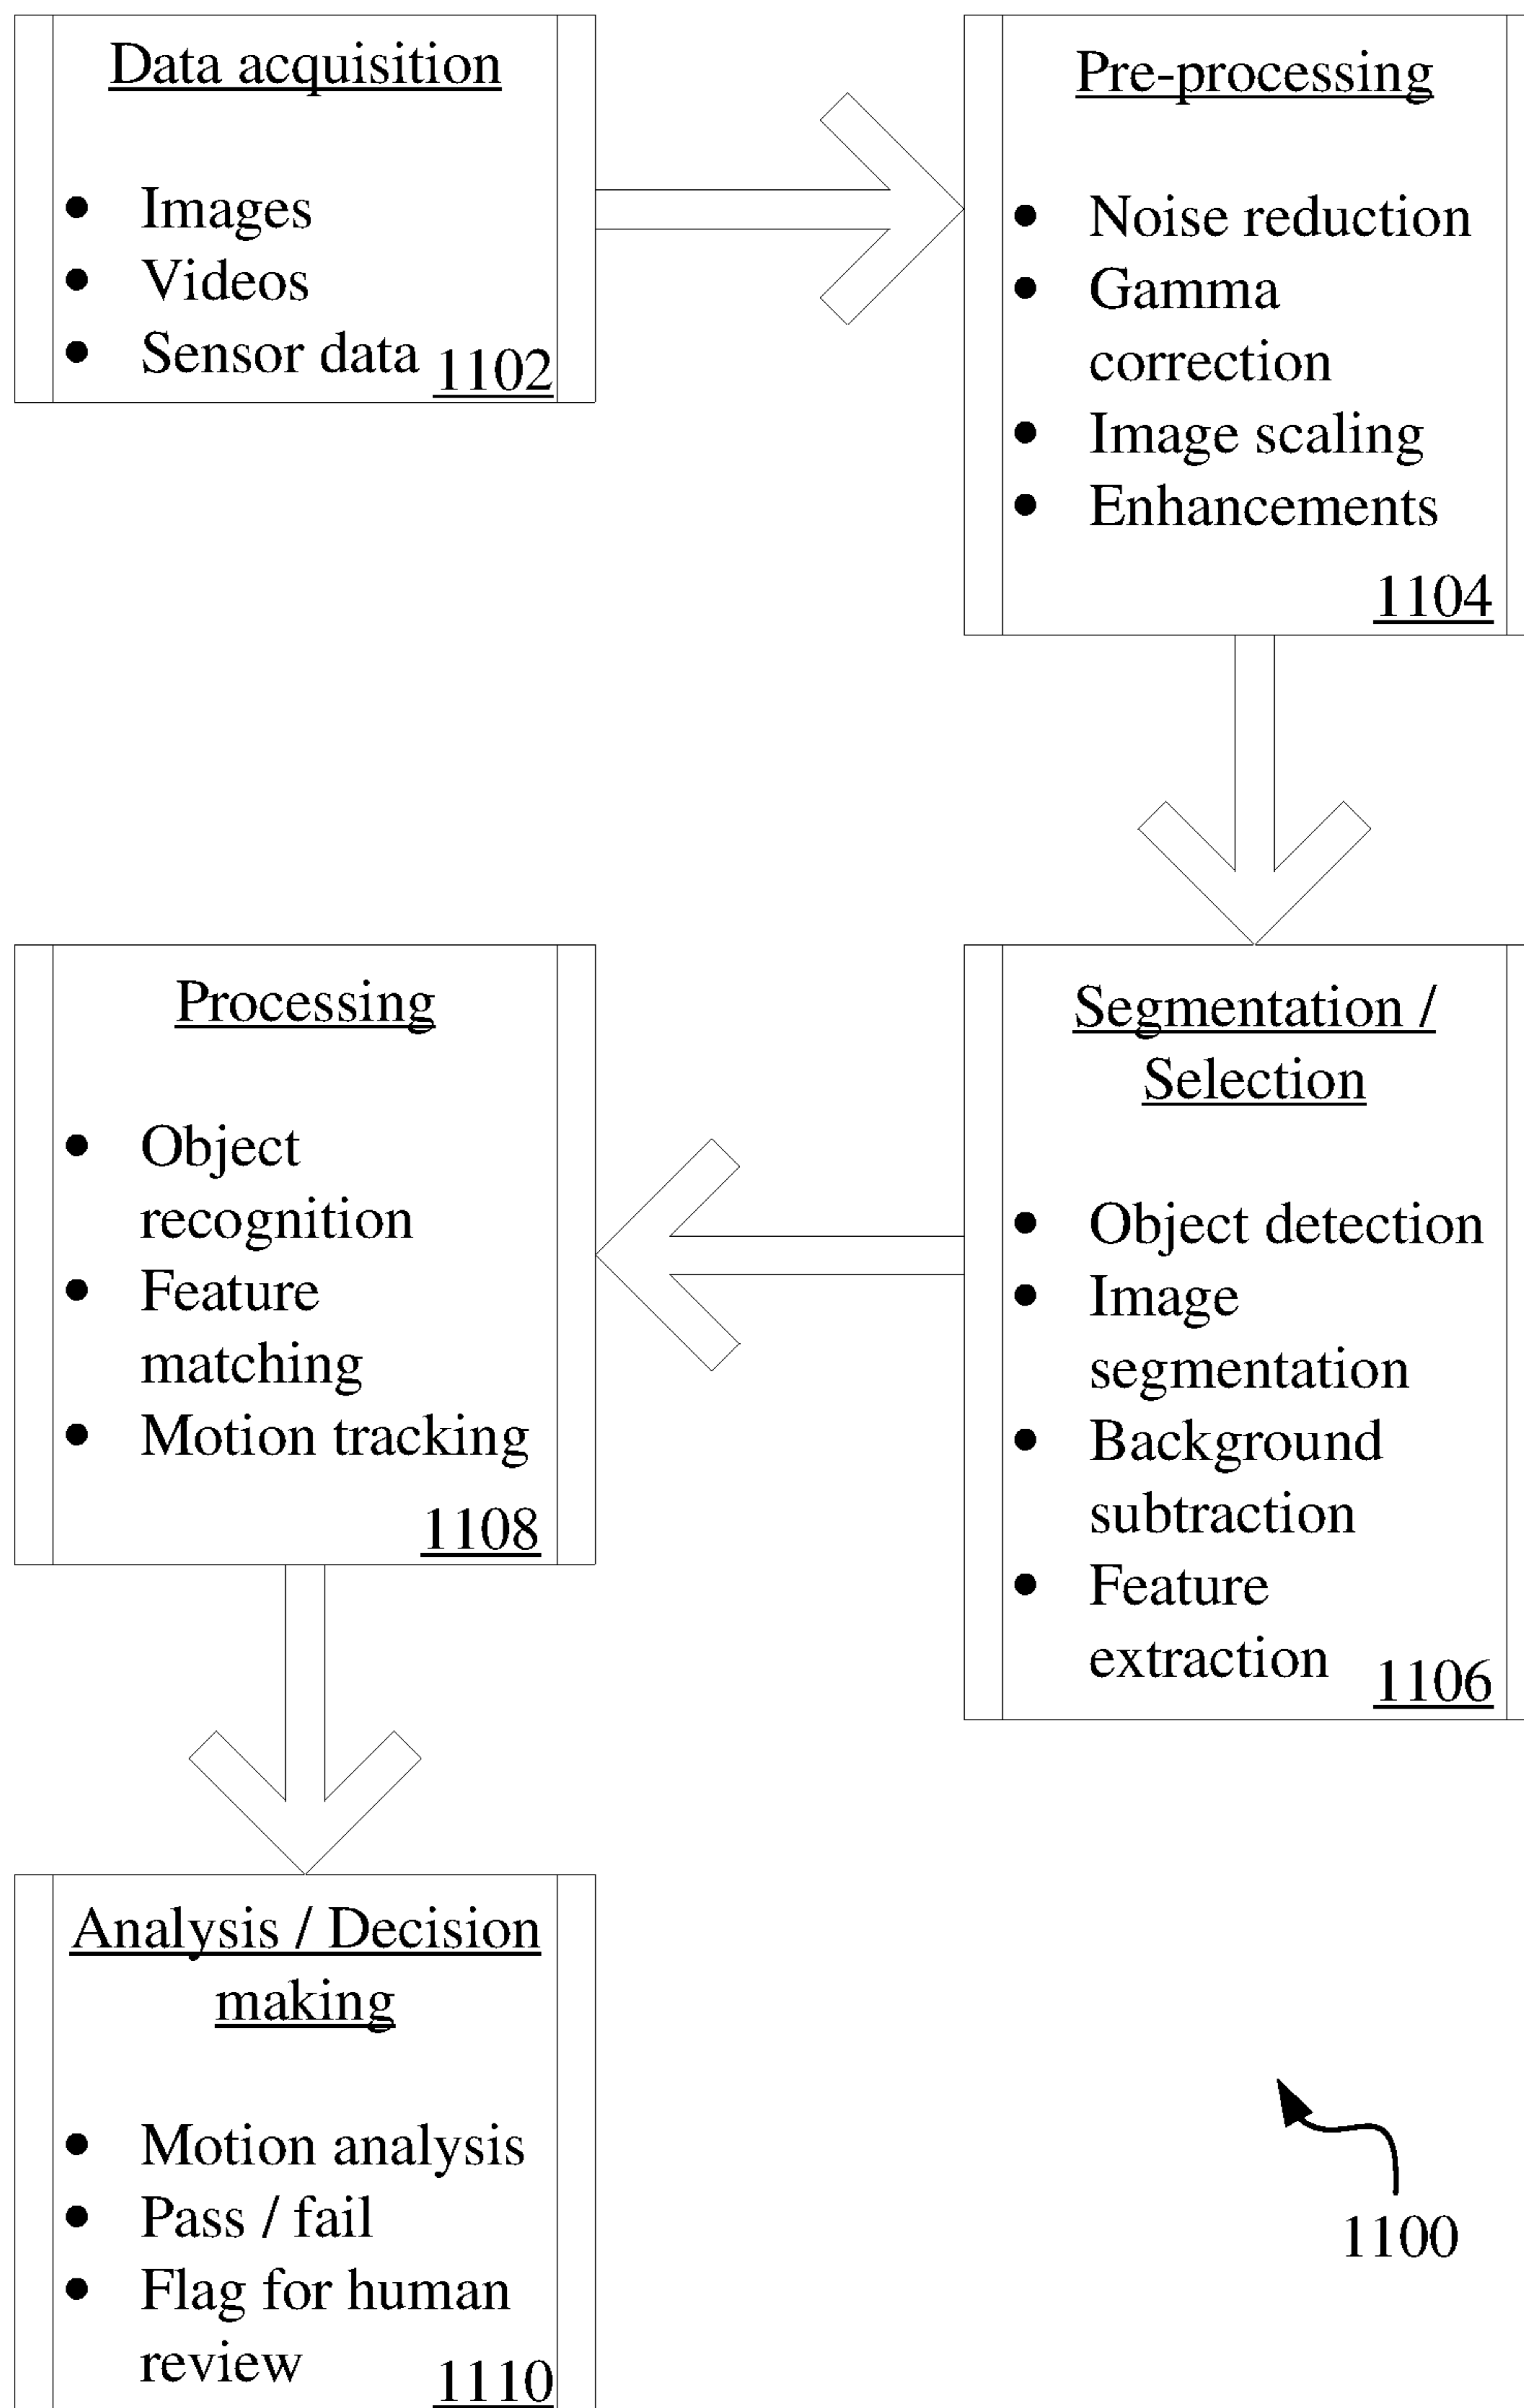 Data acquisition
• Images
• Videos
• Sensor data
1102
Pre-processing
• Noise reduction
• Gamma
correction
• Image scaling
• Enhancements
1104
Segmentation /
Selection
• Object detection
• Image
segmentation
• Background
subtraction
• Feature
extraction
1106
Processing
• Object
recognition
• Feature
matching
• Motion tracking
1108
Analysis / Decision
making
• Motion analysis
• Pass / fail
• Flag for human
review
1110
1100